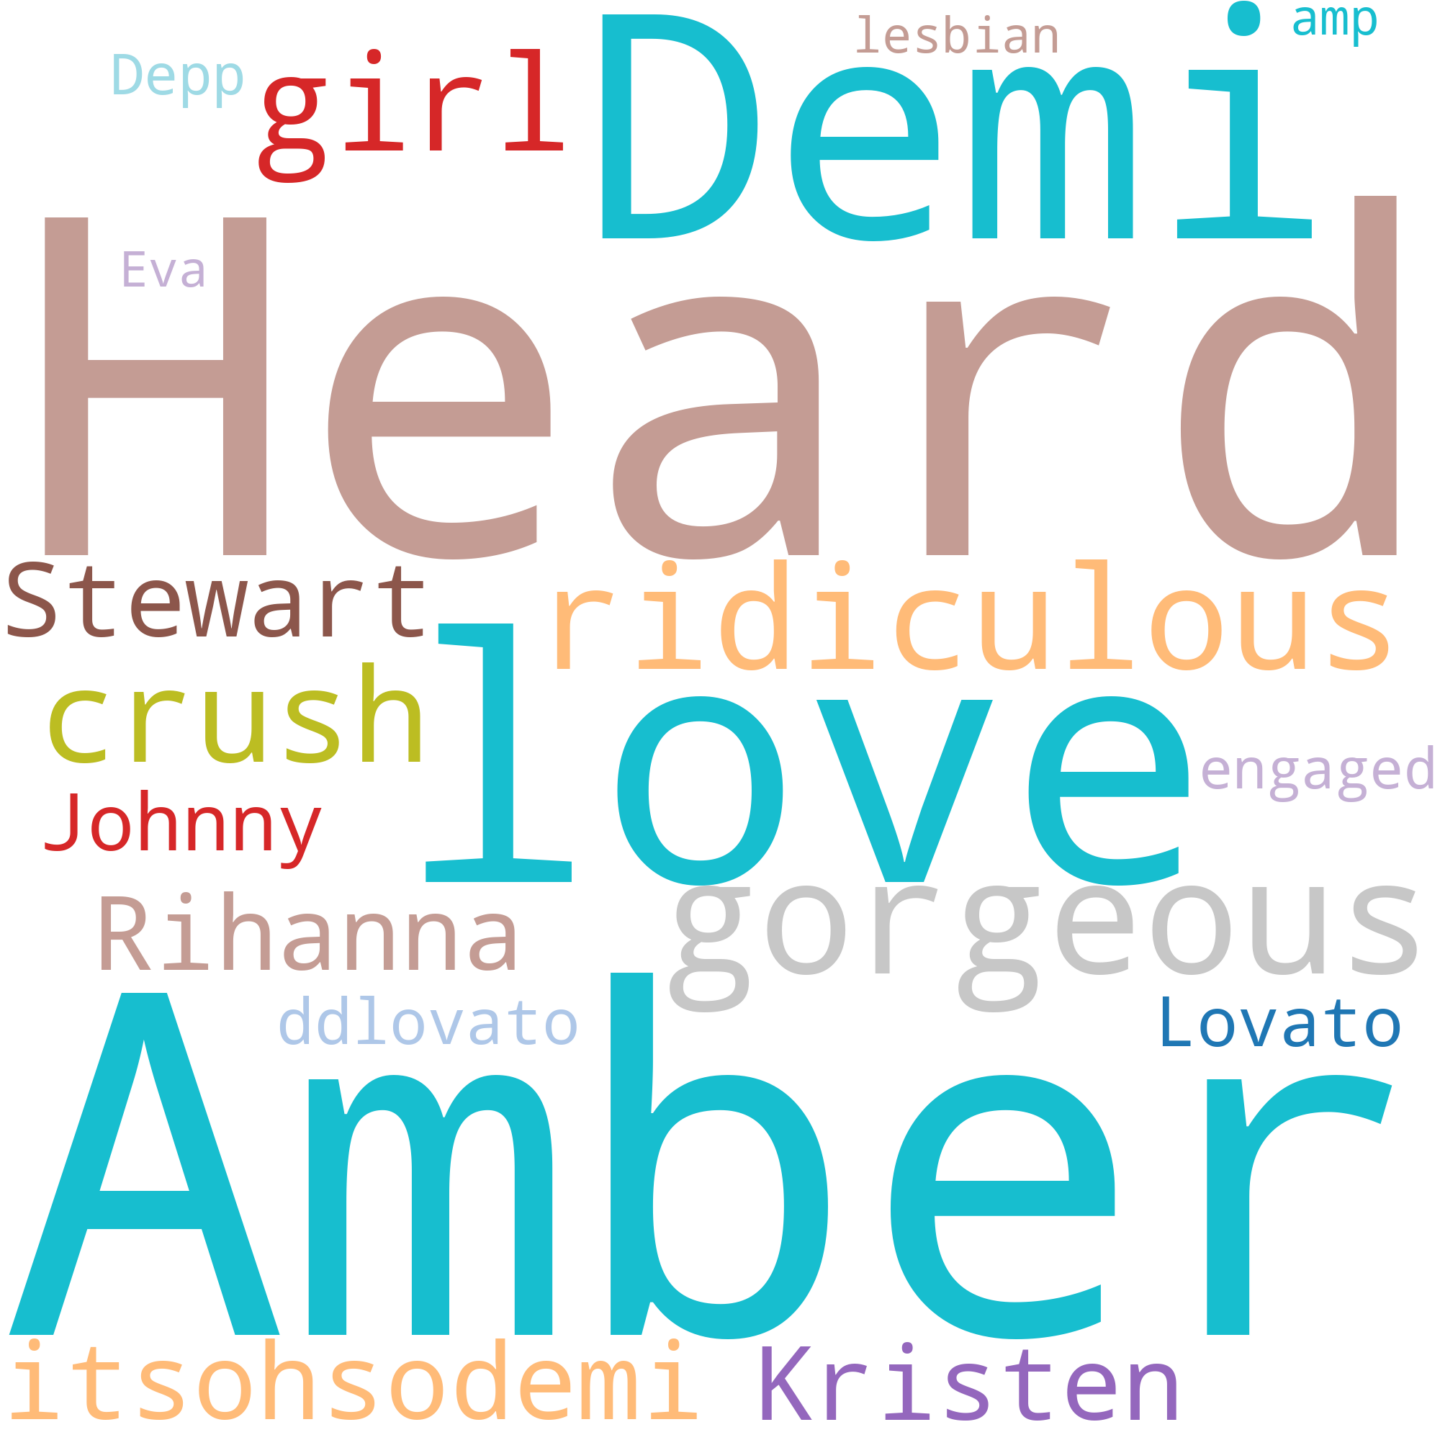 lesbian
amp
Depp
girl
Demi
Heard
Eva
Stewart
ridiculous
crush
love
engaged
Johnny
Rihanna
gorgeous
ddlovato
Lovato
Amber
itsohsodemi
Kristen